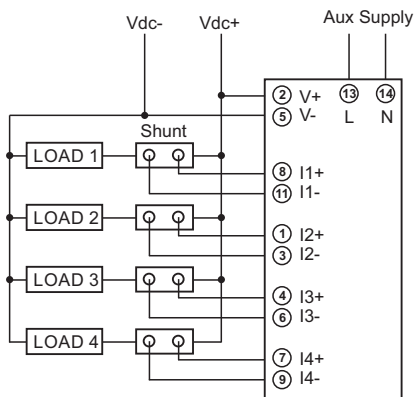 Vdc- Vdc+ Aux Supply
2 V+ 13 14
5 V- L N
Shunt
LOAD 1
8 I1+
11 I1-
LOAD 2
1 I2+
3 I2-
LOAD 3
4 I3+
6 I3-
LOAD 4
7 I4+
9 I4-